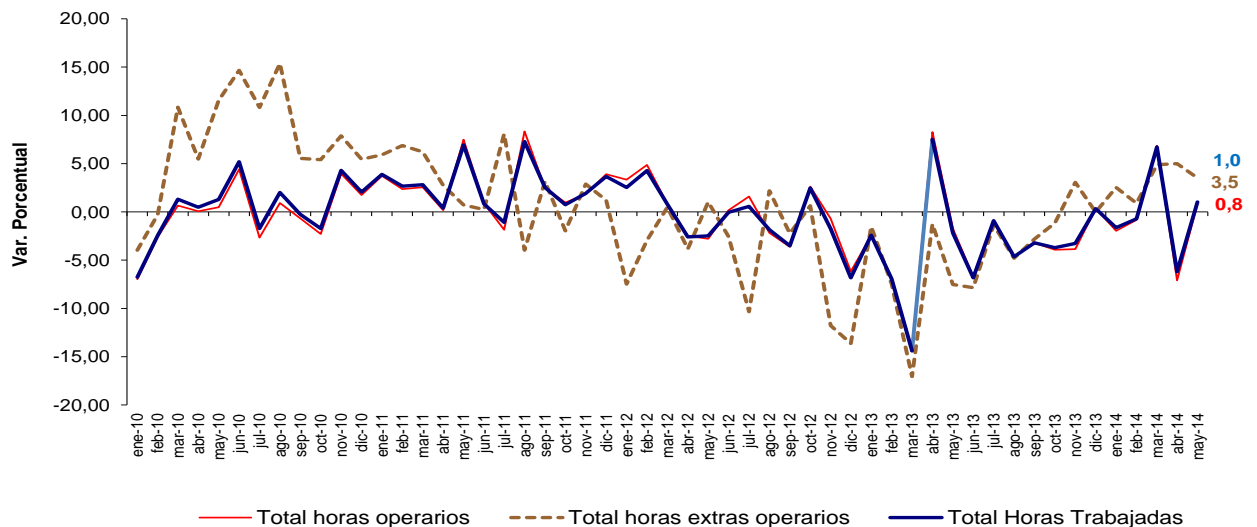 20,00
15,00
10,00
5,00
0,00
-5,00
-10,00
-15,00
-20,00
Var. Porcentual
1,0
3,5
0,8
ene-10
feb-10
mar-10
abr-10
may-10
jun-10
jul-10
ago-10
sep-10
oct-10
nov-10
dic-10
ene-11
feb-11
mar-11
abr-11
may-11
jun-11
jul-11
ago-11
sep-11
oct-11
nov-11
dic-11
ene-12
feb-12
mar-12
abr-12
may-12
jun-12
jul-12
ago-12
sep-12
oct-12
nov-12
dic-12
ene-13
feb-13
mar-13
abr-13
may-13
jun-13
jul-13
ago-13
sep-13
oct-13
nov-13
dic-13
ene-14
feb-14
mar-14
abr-14
may-14
Total horas operarios
Total horas extras operarios
Total Horas Trabajadas